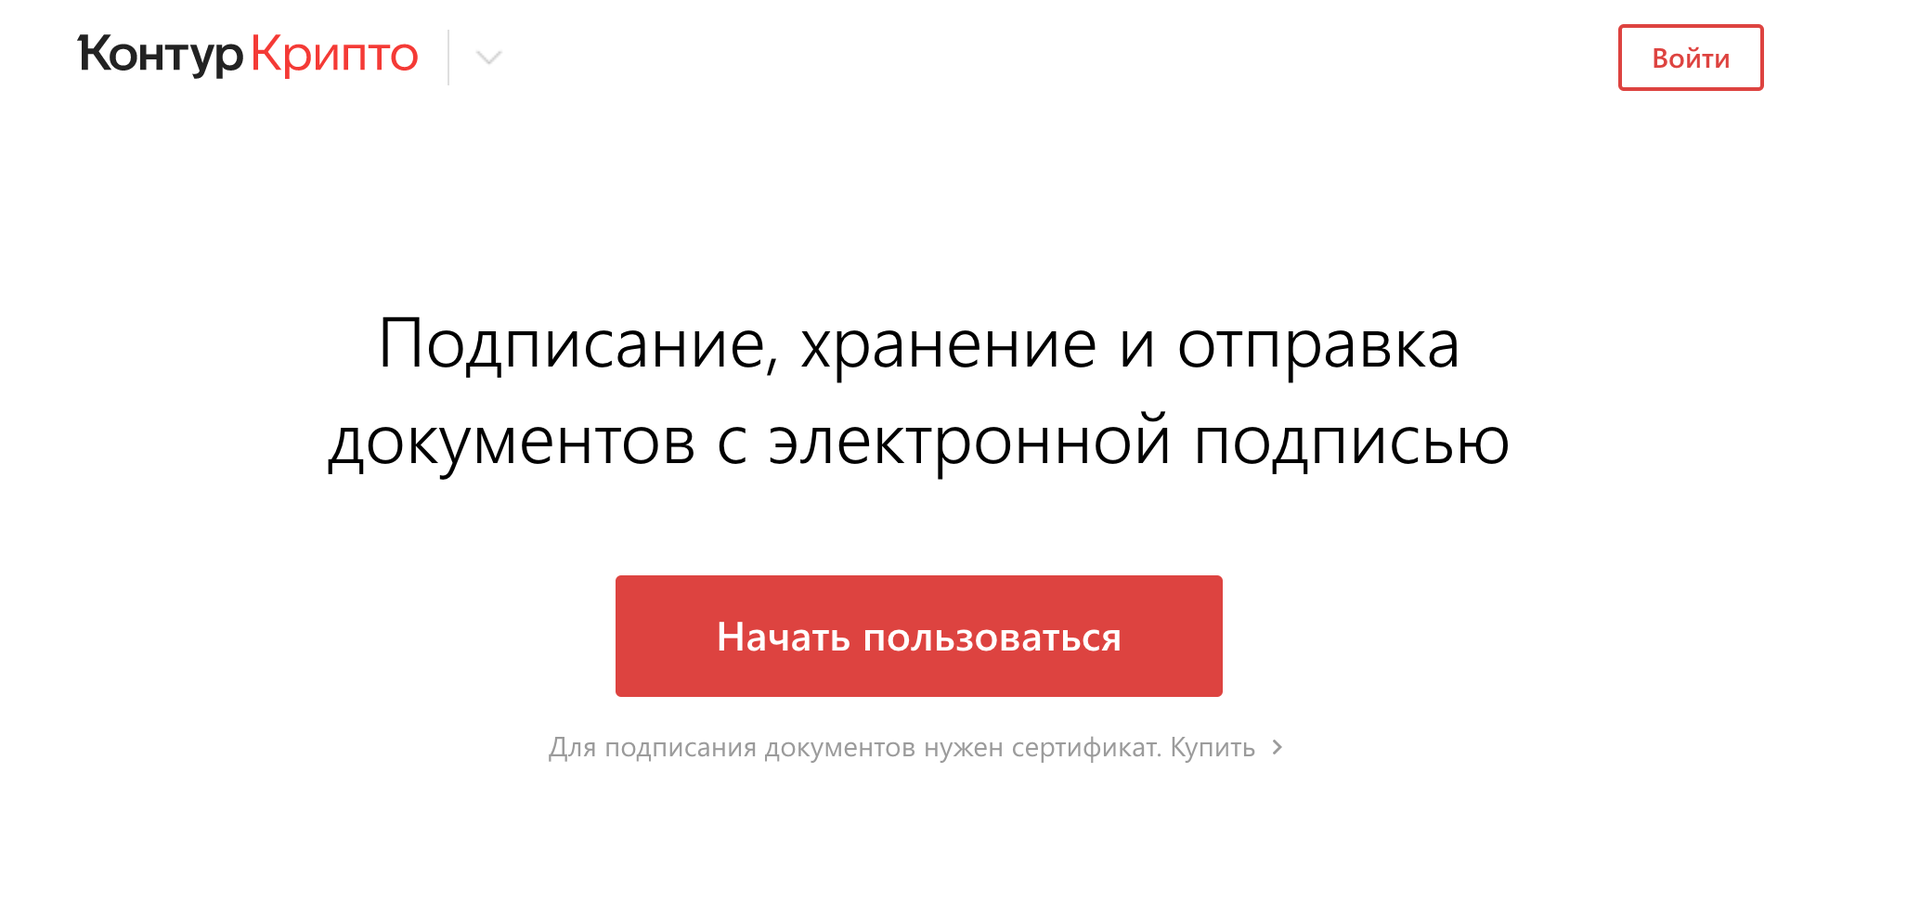 Контур Крипто
Войти
Подписание, хранение и отправка
документов с электронной подписью
Начать пользоваться
Для подписания документов нужен сертификат. Купить